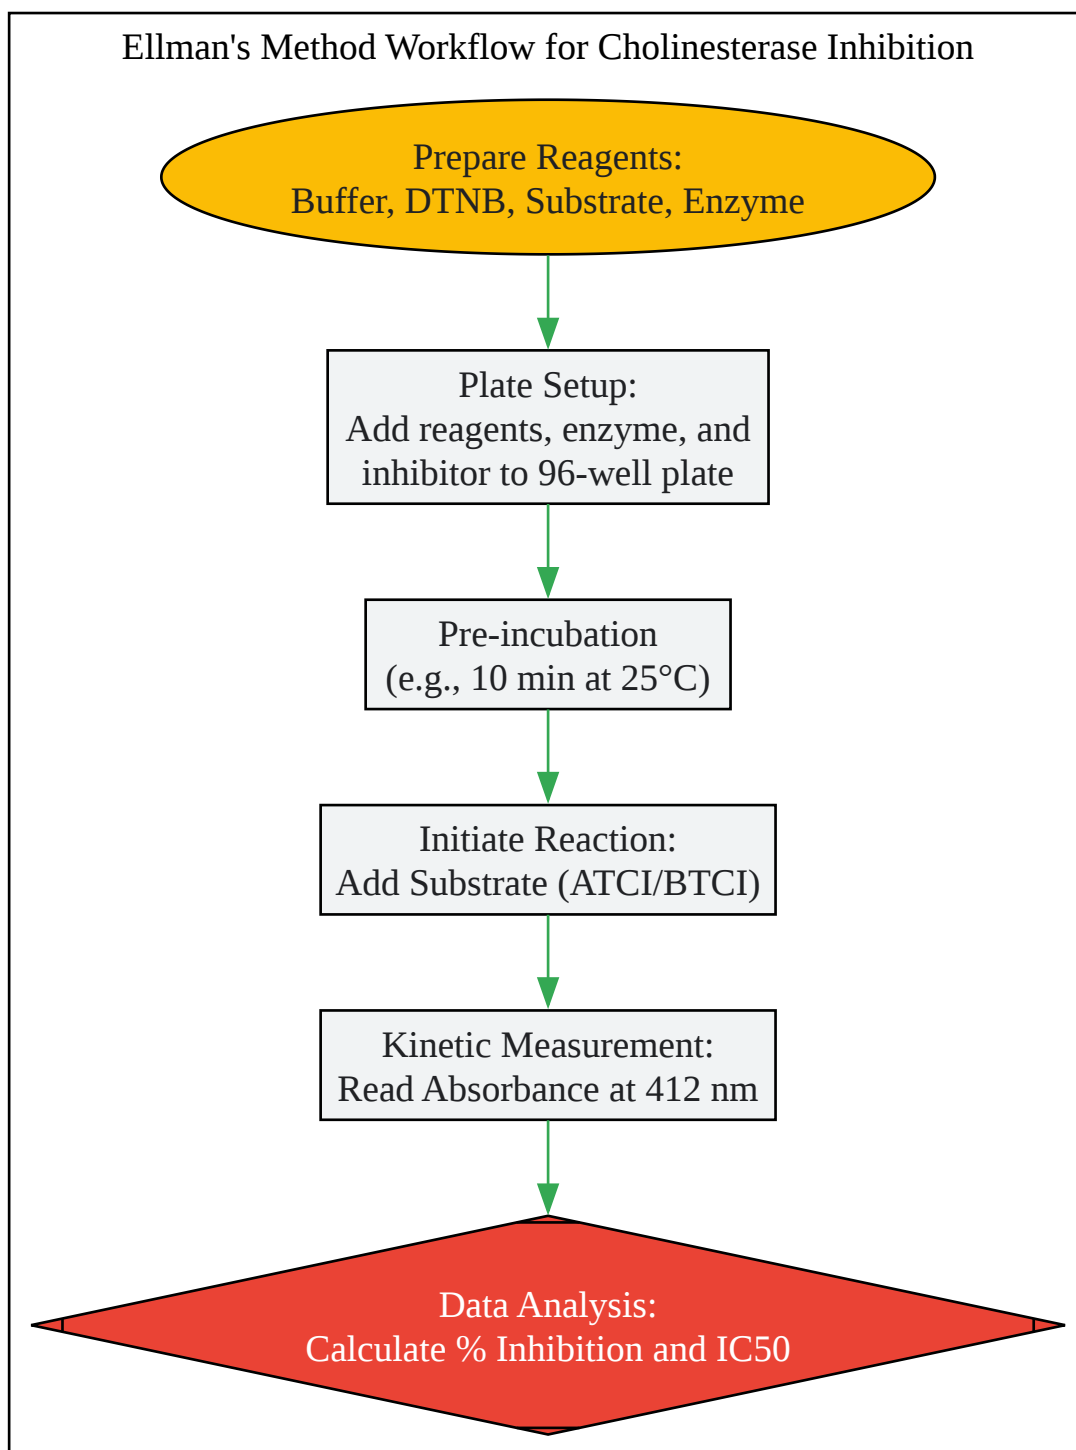 Ellman's Method Workflow for Cholinesterase Inhibition
Prepare Reagents:
Buffer, DTNB, Substrate, Enzyme
Plate Setup:
Add reagents, enzyme, and
inhibitor to 96-well plate
Pre-incubation
(e.g., 10 min at 25°C)
Initiate Reaction:
Add Substrate (ATCI/BTCI)
Kinetic Measurement:
Read Absorbance at 412 nm
Data Analysis:
Calculate % Inhibition and IC50